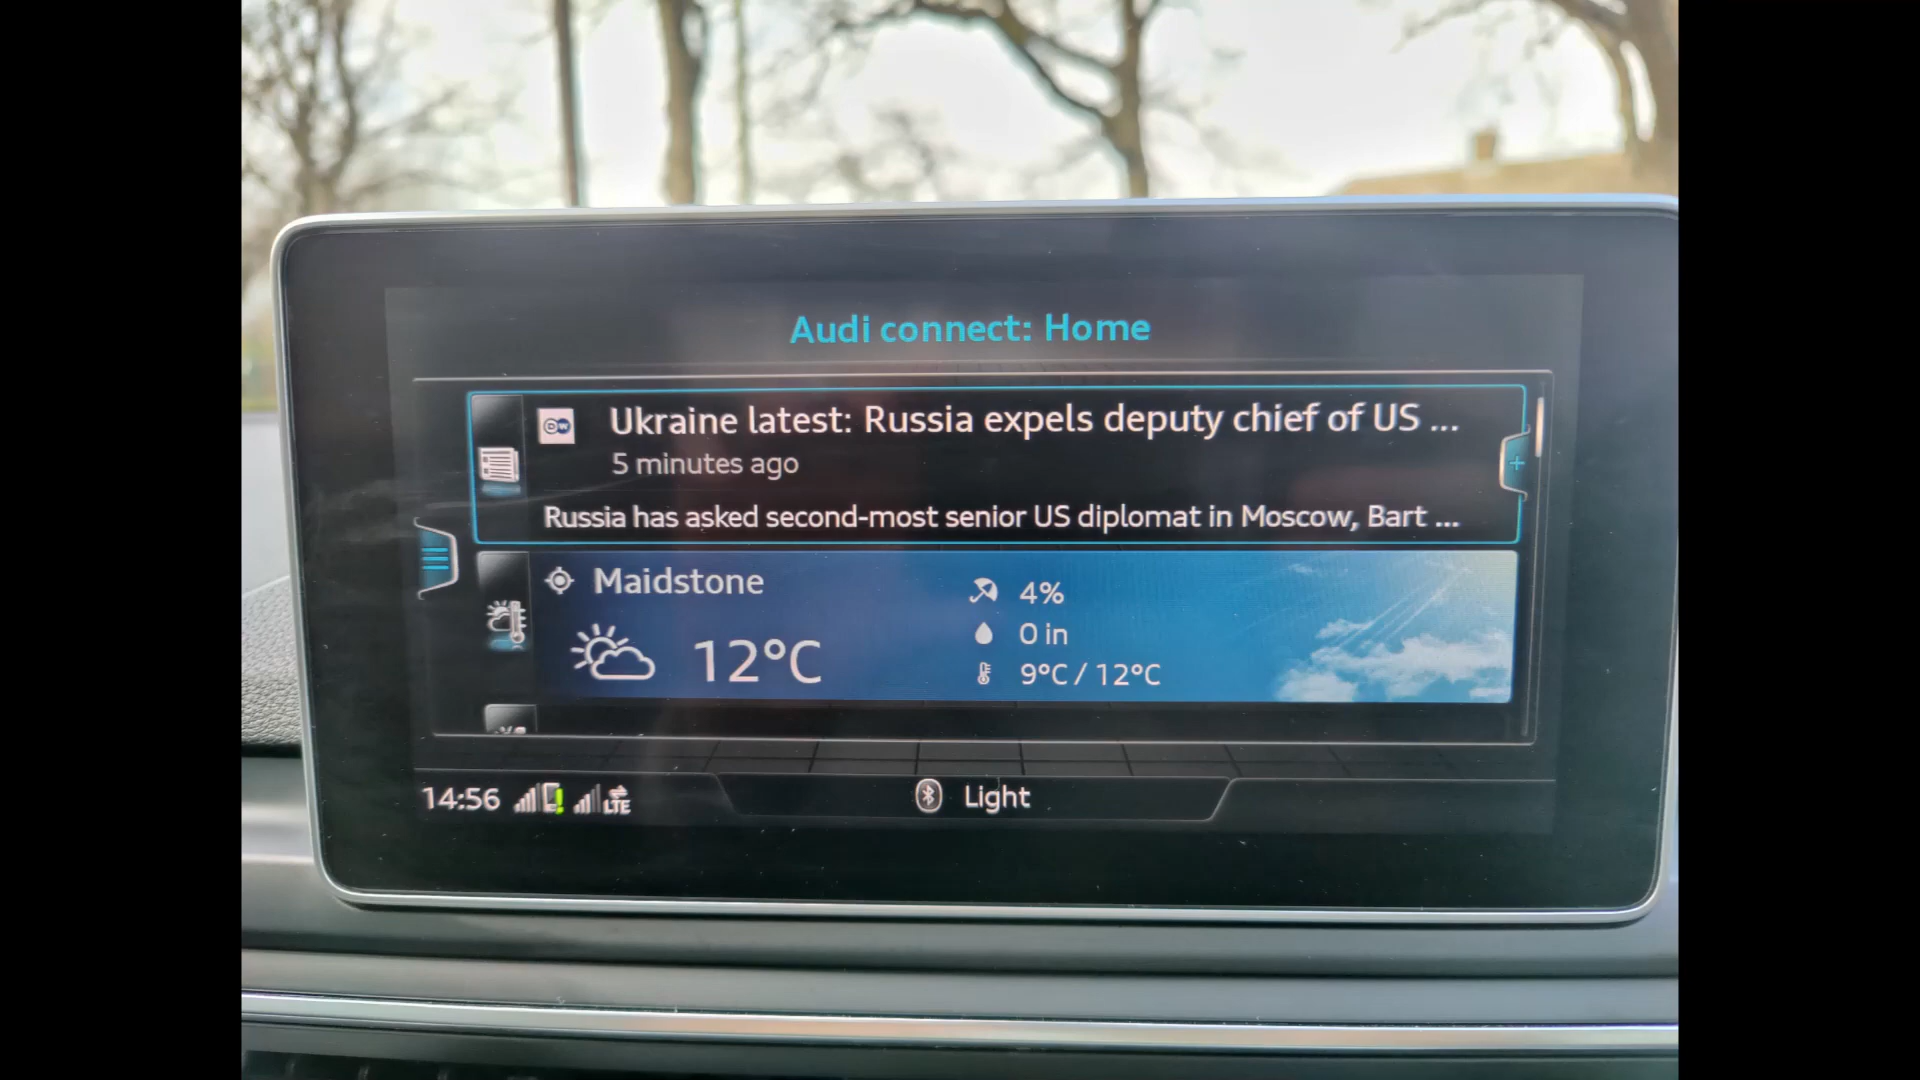 Audi connect: Home
DW
Ukraine latest: Russia expels deputy chief of US ...
5 minutes ago
Russia has asked second-most senior US diplomat in Moscow, Bart ...
Maidstone
4%
0 in
12°C
9°C / 12°C
14:56
LTE
Light